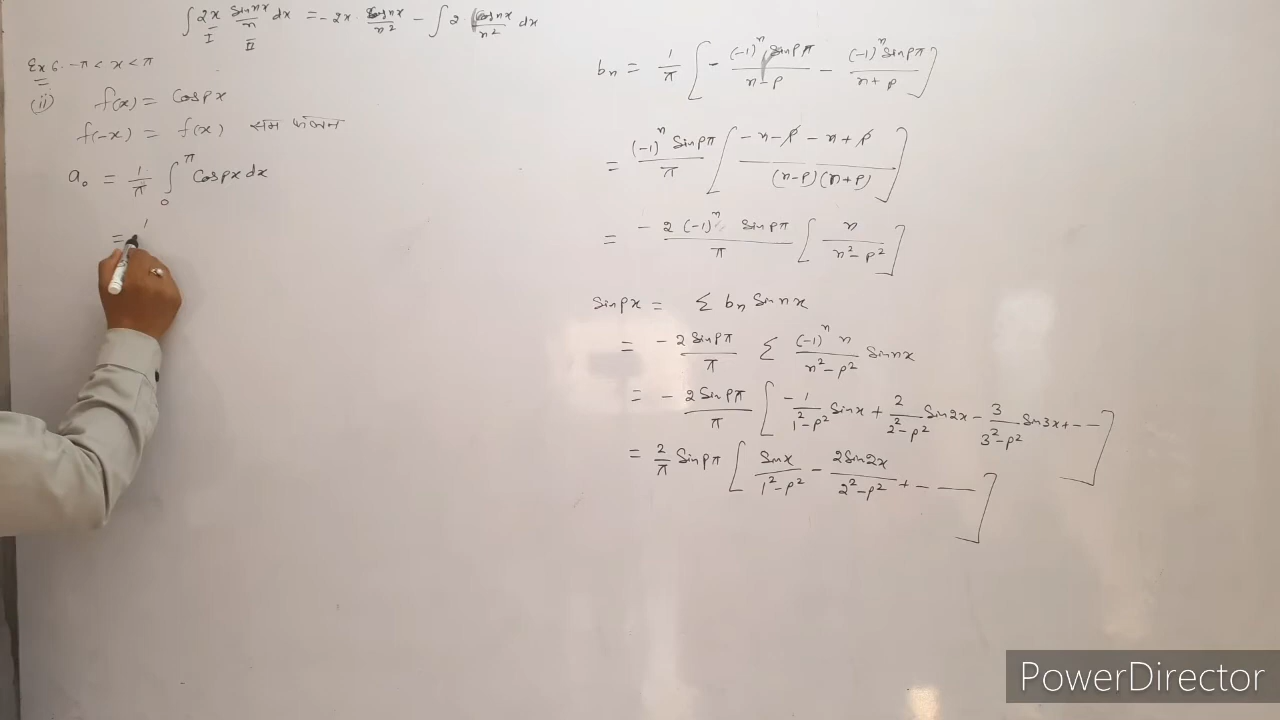 ∫ 2x sin nx/n dx = - 2x · cos nx/n² - ∫ 2 · cos nx/n² dx
I II
Ex 6. -π < x < π
(ii) f(x) = Cos px
f(-x) = f(x) सम फलन
a₀ = 1/π ∫₀^π Cos px dx
= 1
bₙ = 1/π [ - (-1)ⁿ sin pπ/(n-p) - (-1)ⁿ sin pπ/(n+p) ]
= (-1)ⁿ Sin pπ/π [ (-n-p-n+p)/((n-p)(n+p)) ]
= - 2 (-1)ⁿ Sin pπ/π [ n/(n²-p²) ]
Sin px = Σ bₙ Sin nx
= - 2 Sin pπ/π Σ (-1)ⁿ n/(n²-p²) Sin nx
= - 2 Sin pπ/π [ -1/(1²-p²) Sin x + 2/(2²-p²) Sin 2x - 3/(3²-p²) Sin 3x + - - ]
= 2/π Sin pπ [ Sin x/(1²-p²) - 2 Sin 2x/(2²-p²) + - — ]
PowerDirector